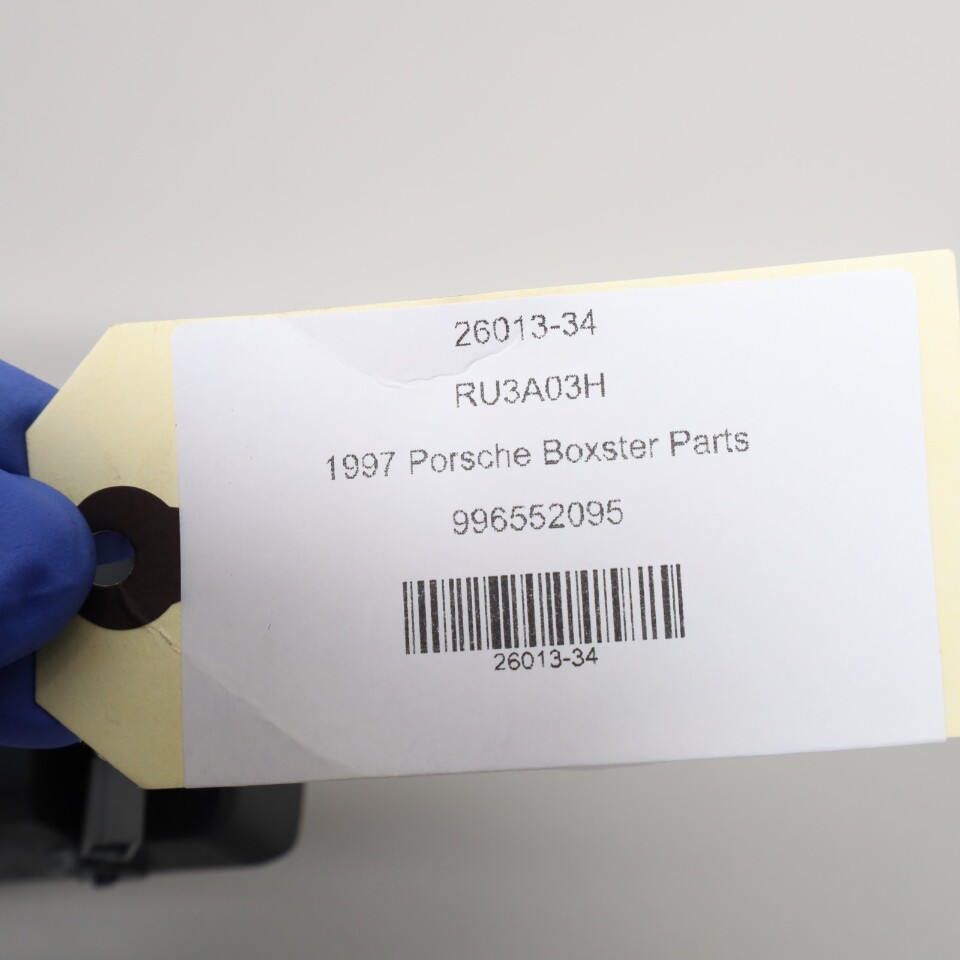 26013-34
RU3A03H
1997 Porsche Boxster Parts
996552095
26013-34